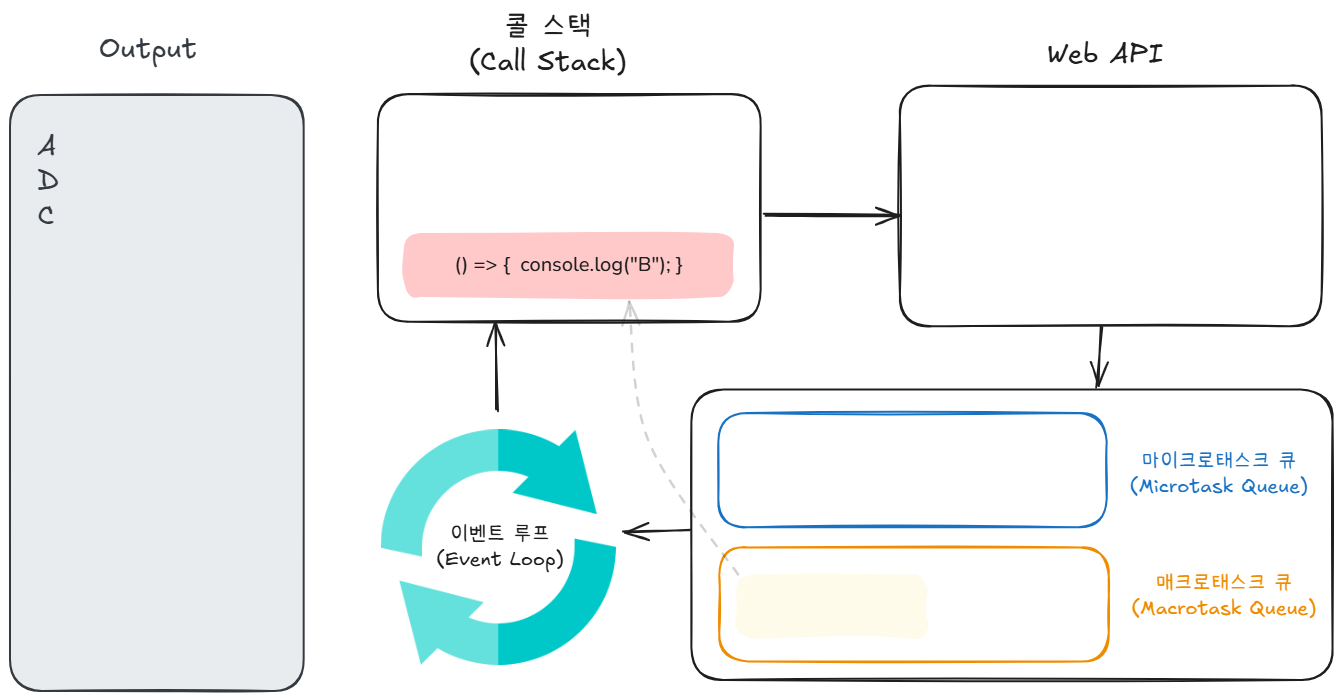 Output
A
D
C
콜 스택
(Call Stack)
() => { console.log("B"); }
Web API
이벤트 루프
(Event Loop)
마이크로태스크 큐
(Microtask Queue)
매크로태스크 큐
(Macrotask Queue)